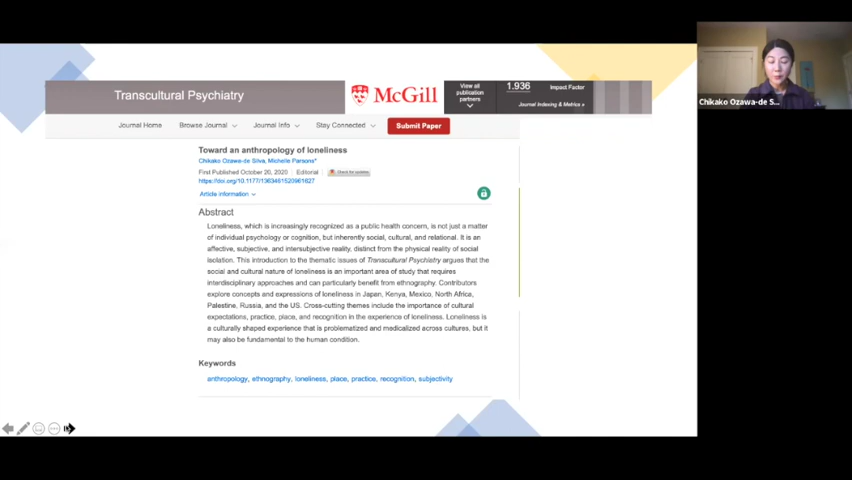 Transcultural Psychiatry
McGill
View all
publication
partners
1.936
Impact Factor
Journal Indexing & Metrics »
Chikako Ozawa-de S...
Journal Home
Browse Journal
Journal Info
Stay Connected
Submit Paper
Toward an anthropology of loneliness
Chikako Ozawa-de Silva, Michelle Parsons*
First Published October 20, 2020
Editorial
Check for updates
https://doi.org/10.1177/1363461520961627
Article information
Abstract
Loneliness, which is increasingly recognized as a public health concern, is not just a matter
of individual psychology or cognition, but inherently social, cultural, and relational. It is an
affective, subjective, and intersubjective reality, distinct from the physical reality of social
isolation. This introduction to the thematic issues of Transcultural Psychiatry argues that the
social and cultural nature of loneliness is an important area of study that requires
interdisciplinary approaches and can particularly benefit from ethnography. Contributors
explore concepts and expressions of loneliness in Japan, Kenya, Mexico, North Africa,
Palestine, Russia, and the US. Cross-cutting themes include the importance of cultural
expectations, practice, place, and recognition in the experience of loneliness. Loneliness is
a culturally shaped experience that is problematized and medicalized across cultures, but it
may also be fundamental to the human condition.
Keywords
anthropology, ethnography, loneliness, place, practice, recognition, subjectivity